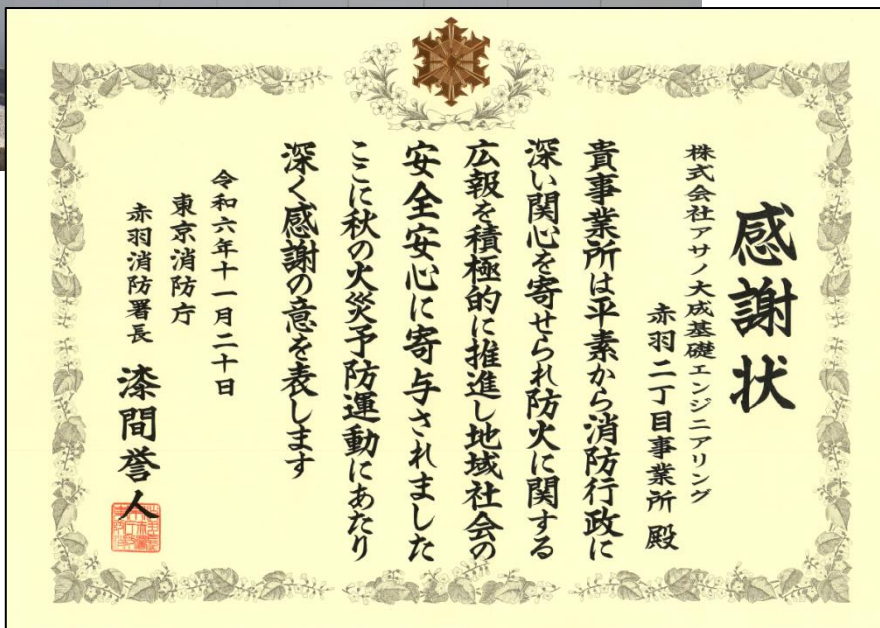 感謝状
株式会社アサノ大成基礎エンジニアリング
赤羽二丁目事業所 殿
貴事業所は平素から消防行政に
深い関心を寄せられ防火に関する
広報を積極的に推進し地域社会の
安全安心に寄与されました
ここに秋の火災予防運動にあたり
深く感謝の意を表します
令和六年十一月二十日
東京消防庁
赤羽消防署長 漆間誉人